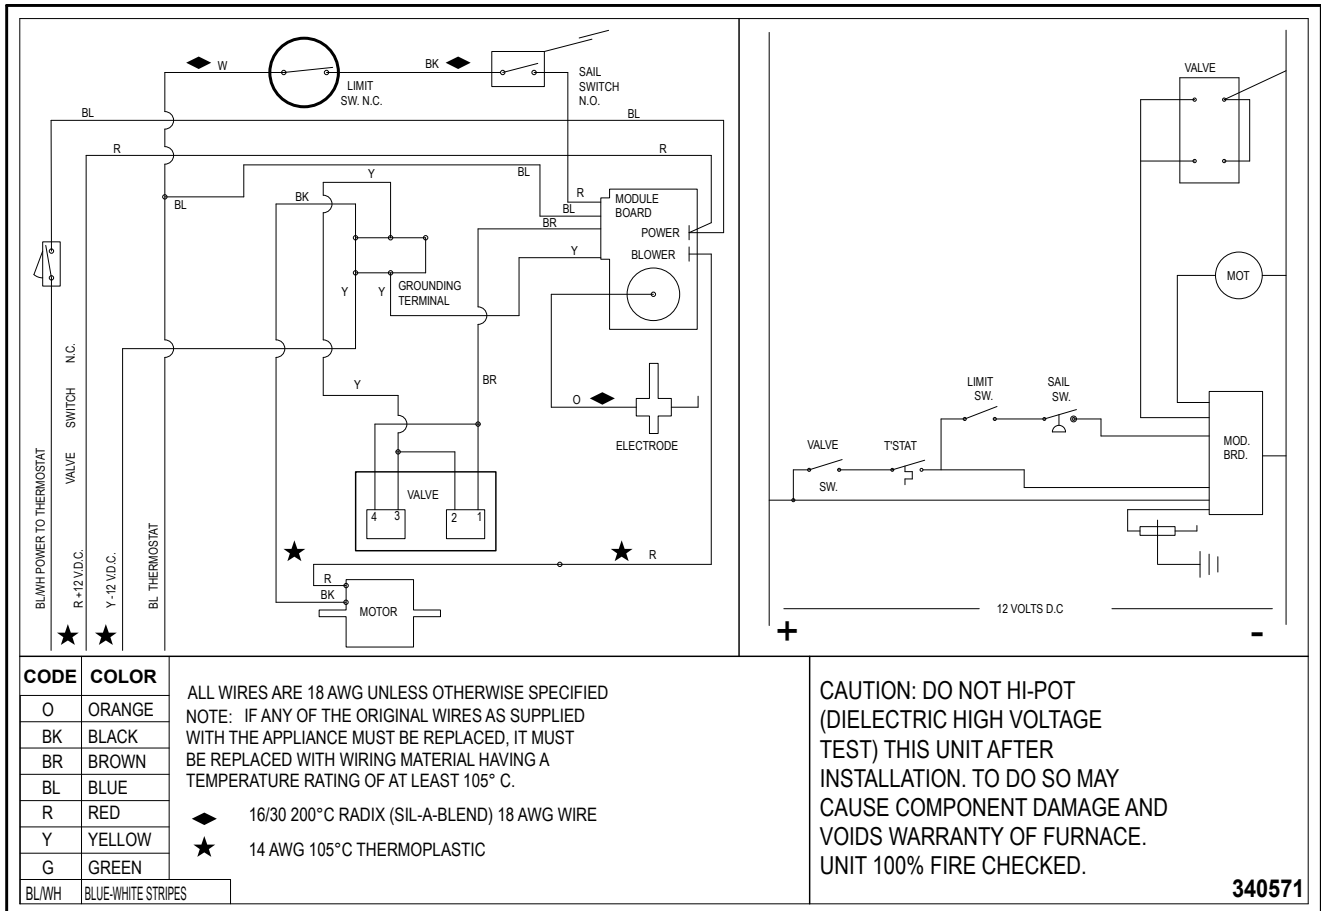 W
BK
LIMIT
SW. N.C.
SAIL
SWITCH
N.O.
BL
BL
R
R
Y
BL
BK
BL
R
BL
BR
Y
MODULE
BOARD
POWER
BLOWER
GROUNDING
TERMINAL
Y
Y
BR
Y
O
ELECTRODE
VALVE
4
3
2
1
R
R
BK
MOTOR
BL/WH POWER TO THERMOSTAT
VALVE SWITCH N.C.
R +12 V.D.C.
Y -12 V.D.C.
BL THERMOSTAT
VALVE
MOT
LIMIT
SW.
SAIL
SW.
VALVE
SW.
T'STAT
MOD.
BRD.
12 VOLTS D.C
+
-
CODE COLOR
O ORANGE
BK BLACK
BR BROWN
BL BLUE
R RED
Y YELLOW
G GREEN
BL/WH BLUE-WHITE STRIPES
ALL WIRES ARE 18 AWG UNLESS OTHERWISE SPECIFIED
NOTE: IF ANY OF THE ORIGINAL WIRES AS SUPPLIED
WITH THE APPLIANCE MUST BE REPLACED, IT MUST
BE REPLACED WITH WIRING MATERIAL HAVING A
TEMPERATURE RATING OF AT LEAST 105° C.
16/30 200°C RADIX (SIL-A-BLEND) 18 AWG WIRE
14 AWG 105°C THERMOPLASTIC
CAUTION: DO NOT HI-POT
(DIELECTRIC HIGH VOLTAGE
TEST) THIS UNIT AFTER
INSTALLATION. TO DO SO MAY
CAUSE COMPONENT DAMAGE AND
VOIDS WARRANTY OF FURNACE.
UNIT 100% FIRE CHECKED.
340571